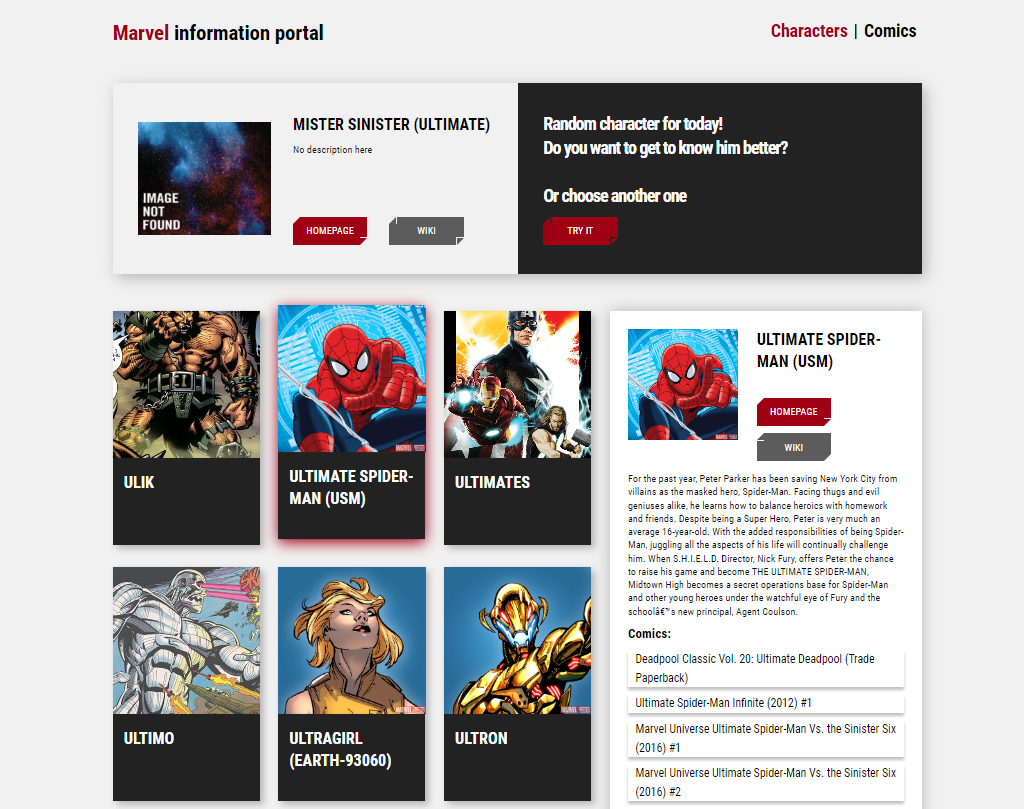 Marvel information portal
Characters | Comics
MISTER SINISTER (ULTIMATE)
No description here
IMAGE
NOT
FOUND
HOMEPAGE
WIKI
Random character for today!
Do you want to get to know him better?
Or choose another one
TRY IT
ULIK
ULTIMATE SPIDER-
MAN (USM)
ULTIMATES
ULTIMO
ULTRAGIRL
(EARTH-93060)
ULTRON
ULTIMATE SPIDER-
MAN (USM)
HOMEPAGE
WIKI
For the past year, Peter Parker has been saving New York City from
villains as the masked hero, Spider-Man. Facing thugs and evil
geniuses alike, he learns how to balance heroics with homework
and friends. Despite being a Super Hero, Peter is very much an
average 16-year-old. With the added responsibilities of being Spider-
Man, juggling all the aspects of his life will continually challenge
him. When S.H.I.E.L.D. Director, Nick Fury, offers Peter the chance
to raise his game and become THE ULTIMATE SPIDER-MAN,
Midtown High becomes a secret operations base for Spider-Man
and other young heroes under the watchful eye of Fury and the
schoolâ€™s new principal, Agent Coulson.
Comics:
Deadpool Classic Vol. 20: Ultimate Deadpool (Trade
Paperback)
Ultimate Spider-Man Infinite (2012) #1
Marvel Universe Ultimate Spider-Man Vs. the Sinister Six
(2016) #1
Marvel Universe Ultimate Spider-Man Vs. the Sinister Six
(2016) #2